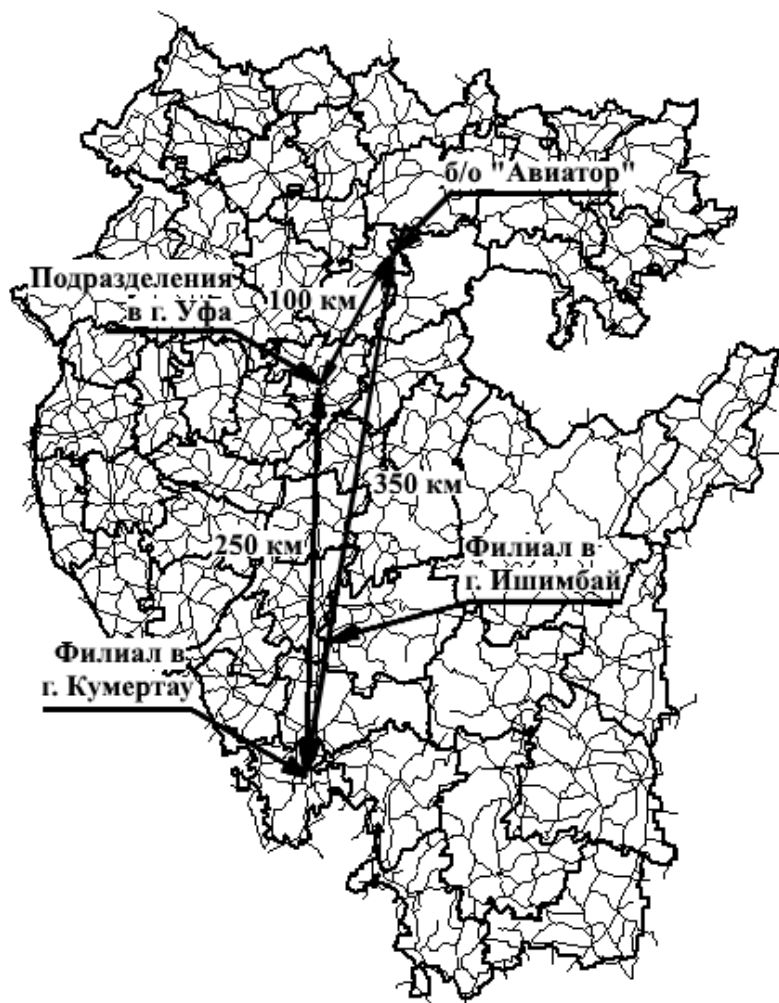 б/о "Авиатор"
Подразделения
в г. Уфа
100 км
350 км
250 км
Филиал в
г. Ишимбай
Филиал в
г. Кумертау